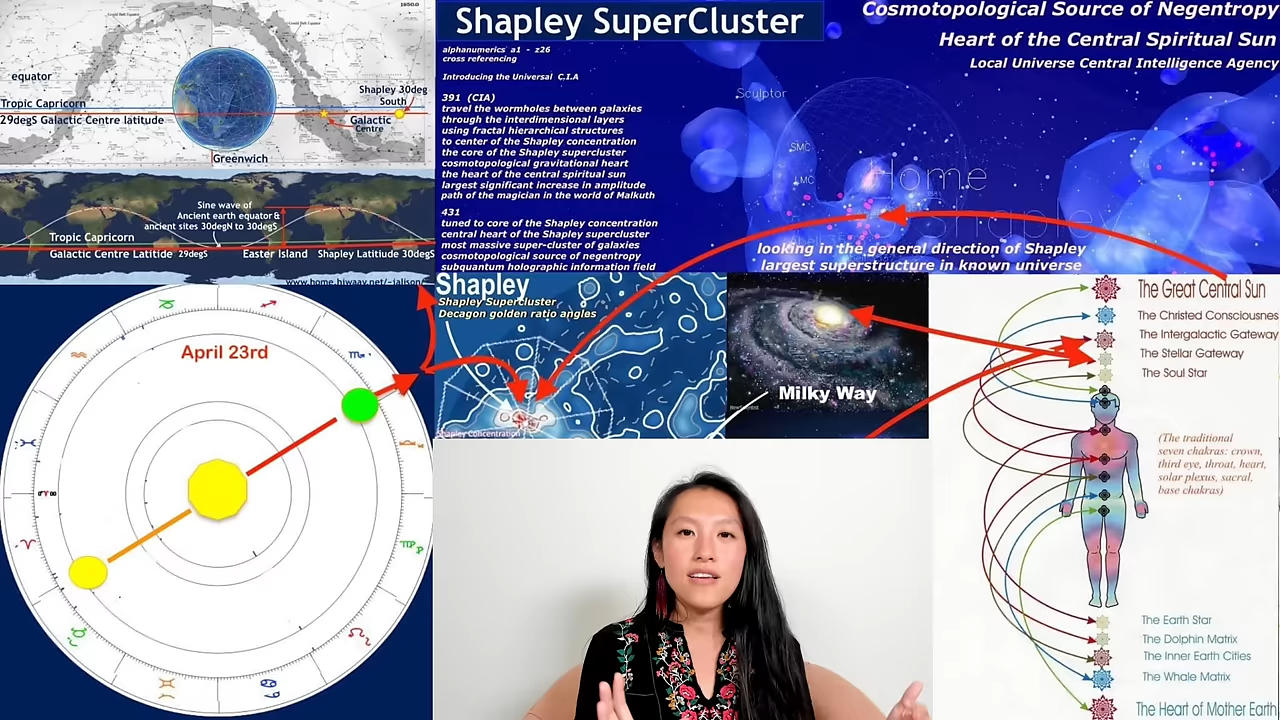 1650.0
equator
Tropic Capricorn
29degS Galactic Centre latitude
Shapley 30deg
South
Galactic
Centre
Greenwich
Sine wave of
Ancient earth equator &
ancient sites 30degN to 30degS
Tropic Capricorn
Galactic Centre Latitide 29degS
Easter Island
Shapley Latitiude 30degS
Shapley SuperCluster
alphanumerics a1 - z26
cross referencing
Introducing the Universal C.I.A
391 (CIA)
travel the wormholes between galaxies
through the interdimensional layers
using fractal hierarchical structures
to center of the Shapley concentration
the core of the Shapley supercluster
cosmotopological gravitational heart
the heart of the central spiritual sun
largest significant increase in amplitude
path of the magician in the world of Malkuth
431
tuned to core of the Shapley concentration
central heart of the Shapley supercluster
most massive super-cluster of galaxies
cosmotopological source of negentropy
subquantum holographic information field
Cosmotopological Source of Negentropy
Heart of the Central Spiritual Sun
Local Universe Central Intelligence Agency
Sculptor
SMC
LMC
Home
Shapley
looking in the general direction of Shapley
largest superstructure in known universe
April 23rd
Shapley
Shapley Supercluster
Decagon golden ratio angles
Shapley Concentration
Milky Way
The Great Central Sun
The Christed Consciousnes
The Intergalactic Gateway
The Stellar Gateway
The Soul Star
(The traditional
seven chakras: crown,
third eye, throat, heart,
solar plexus, sacral,
base chakras)
The Earth Star
The Dolphin Matrix
The Inner Earth Cities
The Whale Matrix
The Heart of Mother Earth